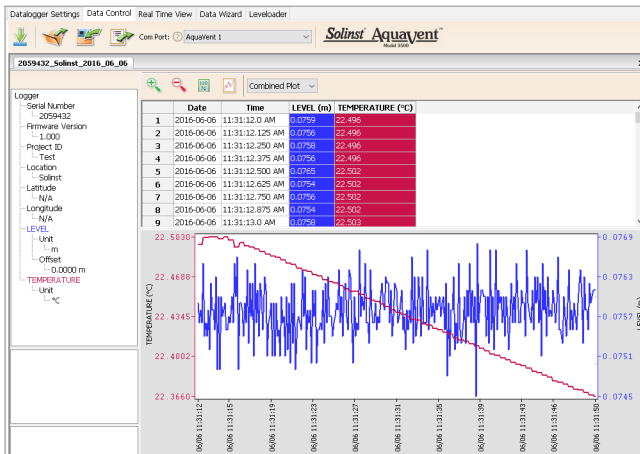 Datalogger Settings Data Control Real Time View Data Wizard Leveloader
Com Port: ? AquaVent 1 Solinst AquaVent
Model 3500
2059432_Solinst_2016_06_06
Combined Plot
Logger
Serial Number
2059432
Firmware Version
1.000
Project ID
Test
Location
Solinst
Latitude
N/A
Longitude
N/A
LEVEL
Unit
m
Offset
0.0000 m
TEMPERATURE
Unit
°C
Date Time LEVEL (m) TEMPERATURE (°C)
1 2016-06-06 11:31:12.0 AM 0.0759 22.496
2 2016-06-06 11:31:12.125 AM 0.0756 22.496
3 2016-06-06 11:31:12.250 AM 0.0758 22.496
4 2016-06-06 11:31:12.375 AM 0.0756 22.496
5 2016-06-06 11:31:12.500 AM 0.0765 22.502
6 2016-06-06 11:31:12.625 AM 0.0754 22.502
7 2016-06-06 11:31:12.750 AM 0.0756 22.502
8 2016-06-06 11:31:12.875 AM 0.0754 22.502
9 2016-06-06 11:31:13.0 AM 0.0758 22.503
TEMPERATURE (°C)
22.5030
22.4688
22.4345
22.4002
22.3660
0.0769
0.0763
0.0757
0.0751
0.0745
LEVEL (m)
06/06 11:31:12
06/06 11:31:15
06/06 11:31:19
06/06 11:31:23
06/06 11:31:27
06/06 11:31:31
06/06 11:31:35
06/06 11:31:39
06/06 11:31:43
06/06 11:31:46
06/06 11:31:50